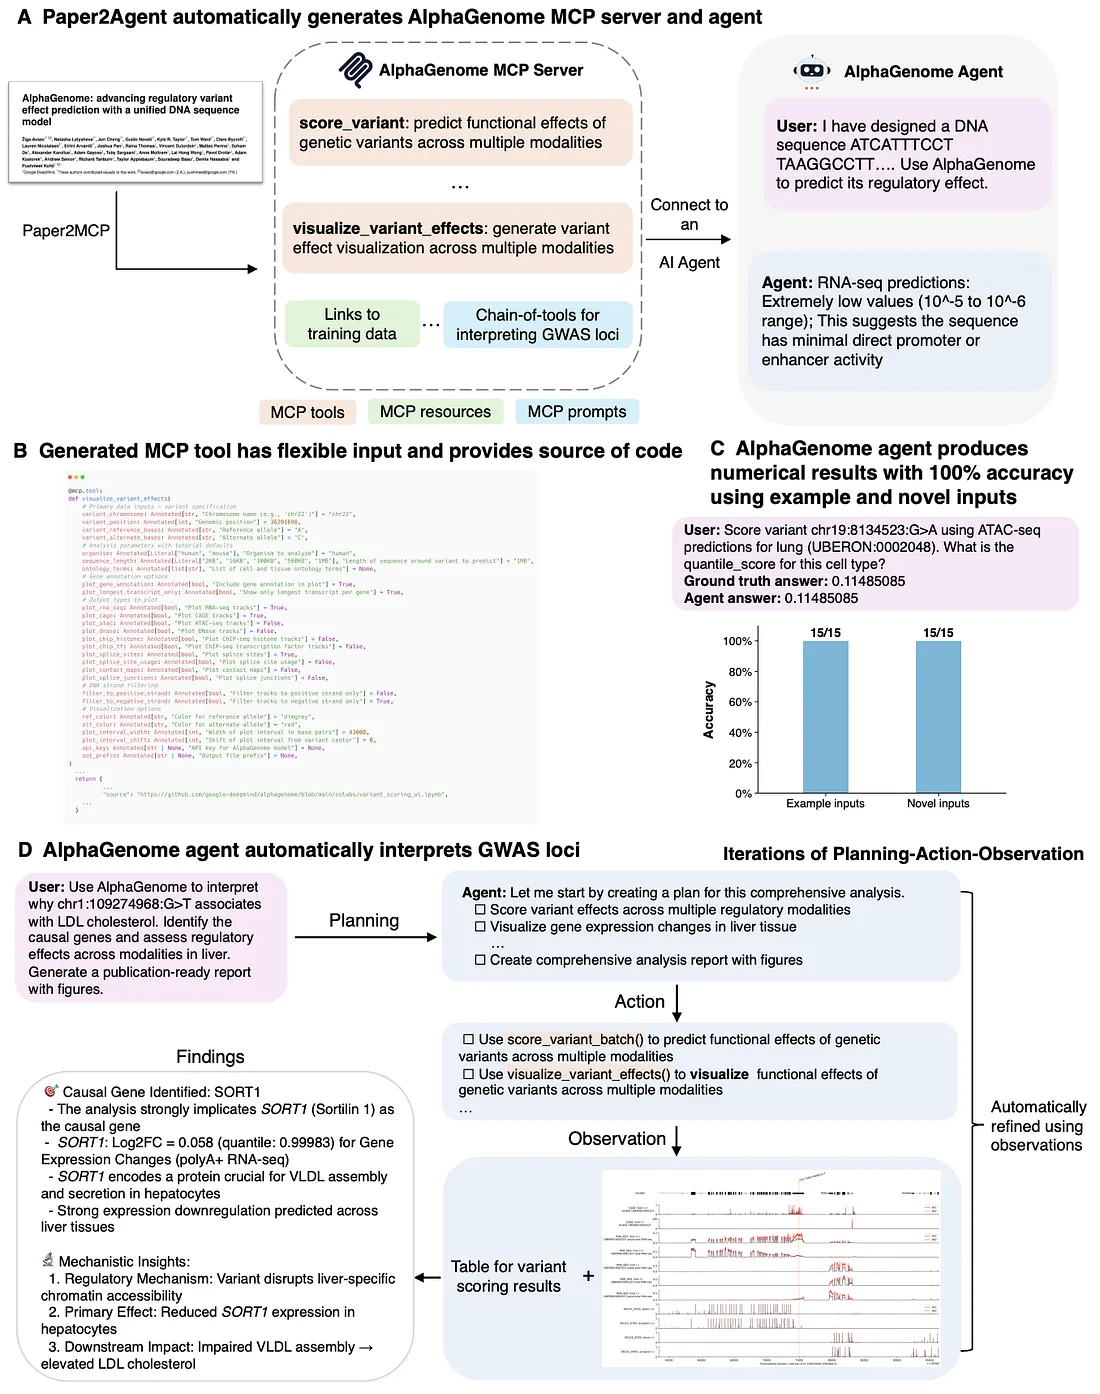 A Paper2Agent automatically generates AlphaGenome MCP server and agent
AlphaGenome: advancing regulatory variant
effect prediction with a unified DNA sequence
model
Paper2MCP
AlphaGenome MCP Server
score_variant: predict functional effects of
genetic variants across multiple modalities
...
visualize_variant_effects: generate variant
effect visualization across multiple modalities
Links to
training data
...
Chain-of-tools for
interpreting GWAS loci
MCP tools
MCP resources
MCP prompts
Connect to
an
AI Agent
AlphaGenome Agent
User: I have designed a DNA
sequence ATCATTTCCT
TAAGGCCTT.... Use AlphaGenome
to predict its regulatory effect.
Agent: RNA-seq predictions:
Extremely low values (10^-5 to 10^-6
range); This suggests the sequence
has minimal direct promoter or
enhancer activity
B Generated MCP tool has flexible input and provides source of code
@mcp.tools
def visualize_variant_effects(
# Primary data inputs - variant specification
variant_chromosome: Annotated[str, "Chromosome name (e.g., 'chr22')"] = "chr22",
variant_position: Annotated[int, "Genomic position"] = 36201698,
variant_reference_bases: Annotated[str, "Reference allele"] = "A",
variant_alternate_bases: Annotated[str, "Alternate allele"] = "C",
# Analysis parameters with tutorial defaults
organism: Annotated[Literal["human", "mouse"], "Organism to analyze"] = "human",
sequence_length: Annotated[Literal["2KB", "16KB", "100KB", "500KB", "1MB"], "Length of sequence around variant to predict"] = "1MB",
ontology_terms: Annotated[list[str], "List of cell and tissue ontology terms"] = None,
# Gene annotation options
plot_gene_annotation: Annotated[bool, "Include gene annotation in plot"] = True,
plot_longest_transcript_only: Annotated[bool, "Show only longest transcript per gene"] = True,
# Output types to plot
plot_rna_seq: Annotated[bool, "Plot RNA-seq tracks"] = True,
plot_cage: Annotated[bool, "Plot CAGE tracks"] = True,
plot_atac: Annotated[bool, "Plot ATAC-seq tracks"] = False,
plot_dnase: Annotated[bool, "Plot DNase tracks"] = False,
plot_chip_histone: Annotated[bool, "Plot ChIP-seq histone tracks"] = False,
plot_chip_tf: Annotated[bool, "Plot ChIP-seq transcription factor tracks"] = False,
plot_splice_sites: Annotated[bool, "Plot splice sites"] = True,
plot_splice_site_usage: Annotated[bool, "Plot splice site usage"] = False,
plot_contact_maps: Annotated[bool, "Plot contact maps"] = False,
plot_splice_junctions: Annotated[bool, "Plot splice junctions"] = False,
# DNA strand filtering
filter_to_positive_strand: Annotated[bool, "Filter tracks to positive strand only"] = False,
filter_to_negative_strand: Annotated[bool, "Filter tracks to negative strand only"] = True,
# Visualization options
ref_color: Annotated[str, "Color for reference allele"] = "dimgrey",
alt_color: Annotated[str, "Color for alternate allele"] = "red",
plot_interval_width: Annotated[int, "Width of plot interval in base pairs"] = 43008,
plot_interval_shift: Annotated[int, "Shift of plot interval from variant center"] = 0,
api_key: Annotated[str | None, "API key for AlphaGenome model"] = None,
out_prefix: Annotated[str | None, "Output file prefix"] = None,
)
...
return {
...
"source": "https://github.com/google-deepmind/alphagenome/blob/main/colabs/variant_scoring_ui.ipynb",
...
}
C AlphaGenome agent produces
numerical results with 100% accuracy
using example and novel inputs
User: Score variant chr19:8134523:G>A using ATAC-seq
predictions for lung (UBERON:0002048). What is the
quantile_score for this cell type?
Ground truth answer: 0.11485085
Agent answer: 0.11485085
15/15
15/15
100%
80%
60%
40%
20%
0%
Accuracy
Example inputs
Novel inputs
D AlphaGenome agent automatically interprets GWAS loci
Iterations of Planning-Action-Observation
User: Use AlphaGenome to interpret
why chr1:109274968:G>T associates
with LDL cholesterol. Identify the
causal genes and assess regulatory
effects across modalities in liver.
Generate a publication-ready report
with figures.
Planning
Agent: Let me start by creating a plan for this comprehensive analysis.
☐ Score variant effects across multiple regulatory modalities
☐ Visualize gene expression changes in liver tissue
...
☐ Create comprehensive analysis report with figures
Action
☐ Use score_variant_batch() to predict functional effects of genetic
variants across multiple modalities
☐ Use visualize_variant_effects() to visualize functional effects of
genetic variants across multiple modalities
...
Observation
Table for variant
scoring results
+
Automatically
refined using
observations
Findings
🎯 Causal Gene Identified: SORT1
- The analysis strongly implicates SORT1 (Sortilin 1) as
the causal gene
- SORT1: Log2FC = 0.058 (quantile: 0.99983) for Gene
Expression Changes (polyA+ RNA-seq)
- SORT1 encodes a protein crucial for VLDL assembly
and secretion in hepatocytes
- Strong expression downregulation predicted across
liver tissues
🔬 Mechanistic Insights:
1. Regulatory Mechanism: Variant disrupts liver-specific
chromatin accessibility
2. Primary Effect: Reduced SORT1 expression in
hepatocytes
3. Downstream Impact: Impaired VLDL assembly →
elevated LDL cholesterol